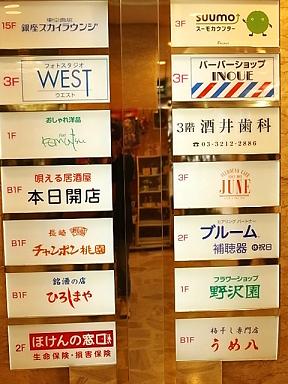 15F
東京會舘
銀座スカイラウンジ
3F
フォトスタジオ
WEST
ウエスト
1F
おしゃれ洋品
B1F
唄える居酒屋
本日開店
B1F
長崎
チャンポン桃園
B1F
銘酒の店
ひろしまや
2F
ほけんの窓口
生命保険・損害保険
3F
SUUMO
スーモカウンター
3F
バーバーショップ
INOUE
3階 酒井歯科
☎03-3212-2886
3F
JUNE
2F
ヒアリング パートナー
ブルーム
補聴器
祝日
1F
フラワーショップ
野沢園
B1F
梅干し専門店
うめ八